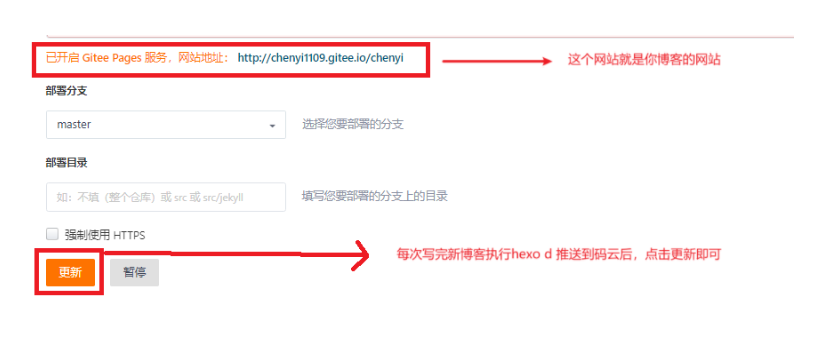 已开启 Gitee Pages 服务，网站地址： http://chenyi1109.gitee.io/chenyi
这个网站就是你博客的网站
部署分支
master
选择您要部署的分支
部署目录
如：不填（整个仓库）或 src 或 src/jekyll
填写您要部署的分支上的目录
强制使用 HTTPS
每次写完新博客执行hexo d 推送到码云后，点击更新即可
更新
暂停